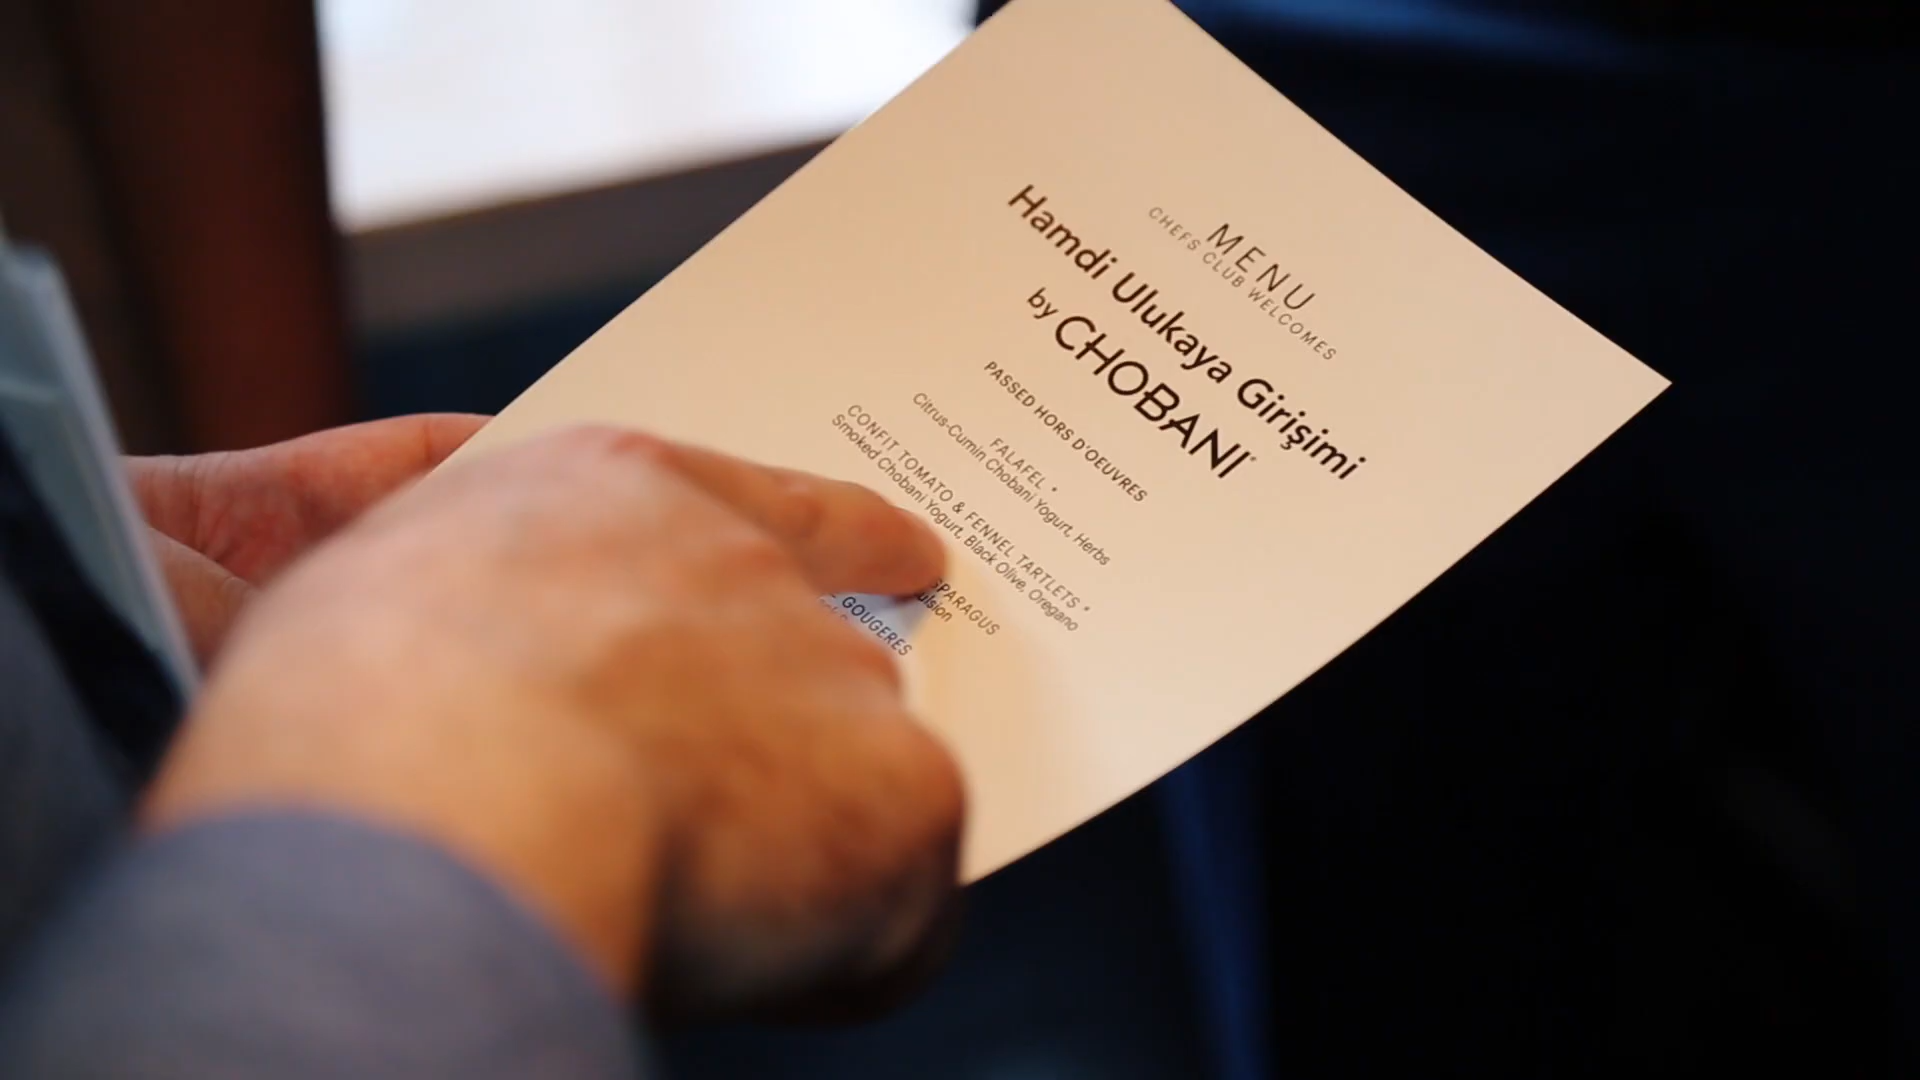 MENU
CHEFS CLUB WELCOMES
Hamdi Ulukaya Girişimi
by CHOBANI
PASSED HORS D'OEUVRES
FALAFEL *
Citrus-Cumin Chobani Yogurt, Herbs
CONFIT TOMATO & FENNEL TARTLETS *
Smoked Chobani Yogurt, Black Olive, Oregano
GOUGERES